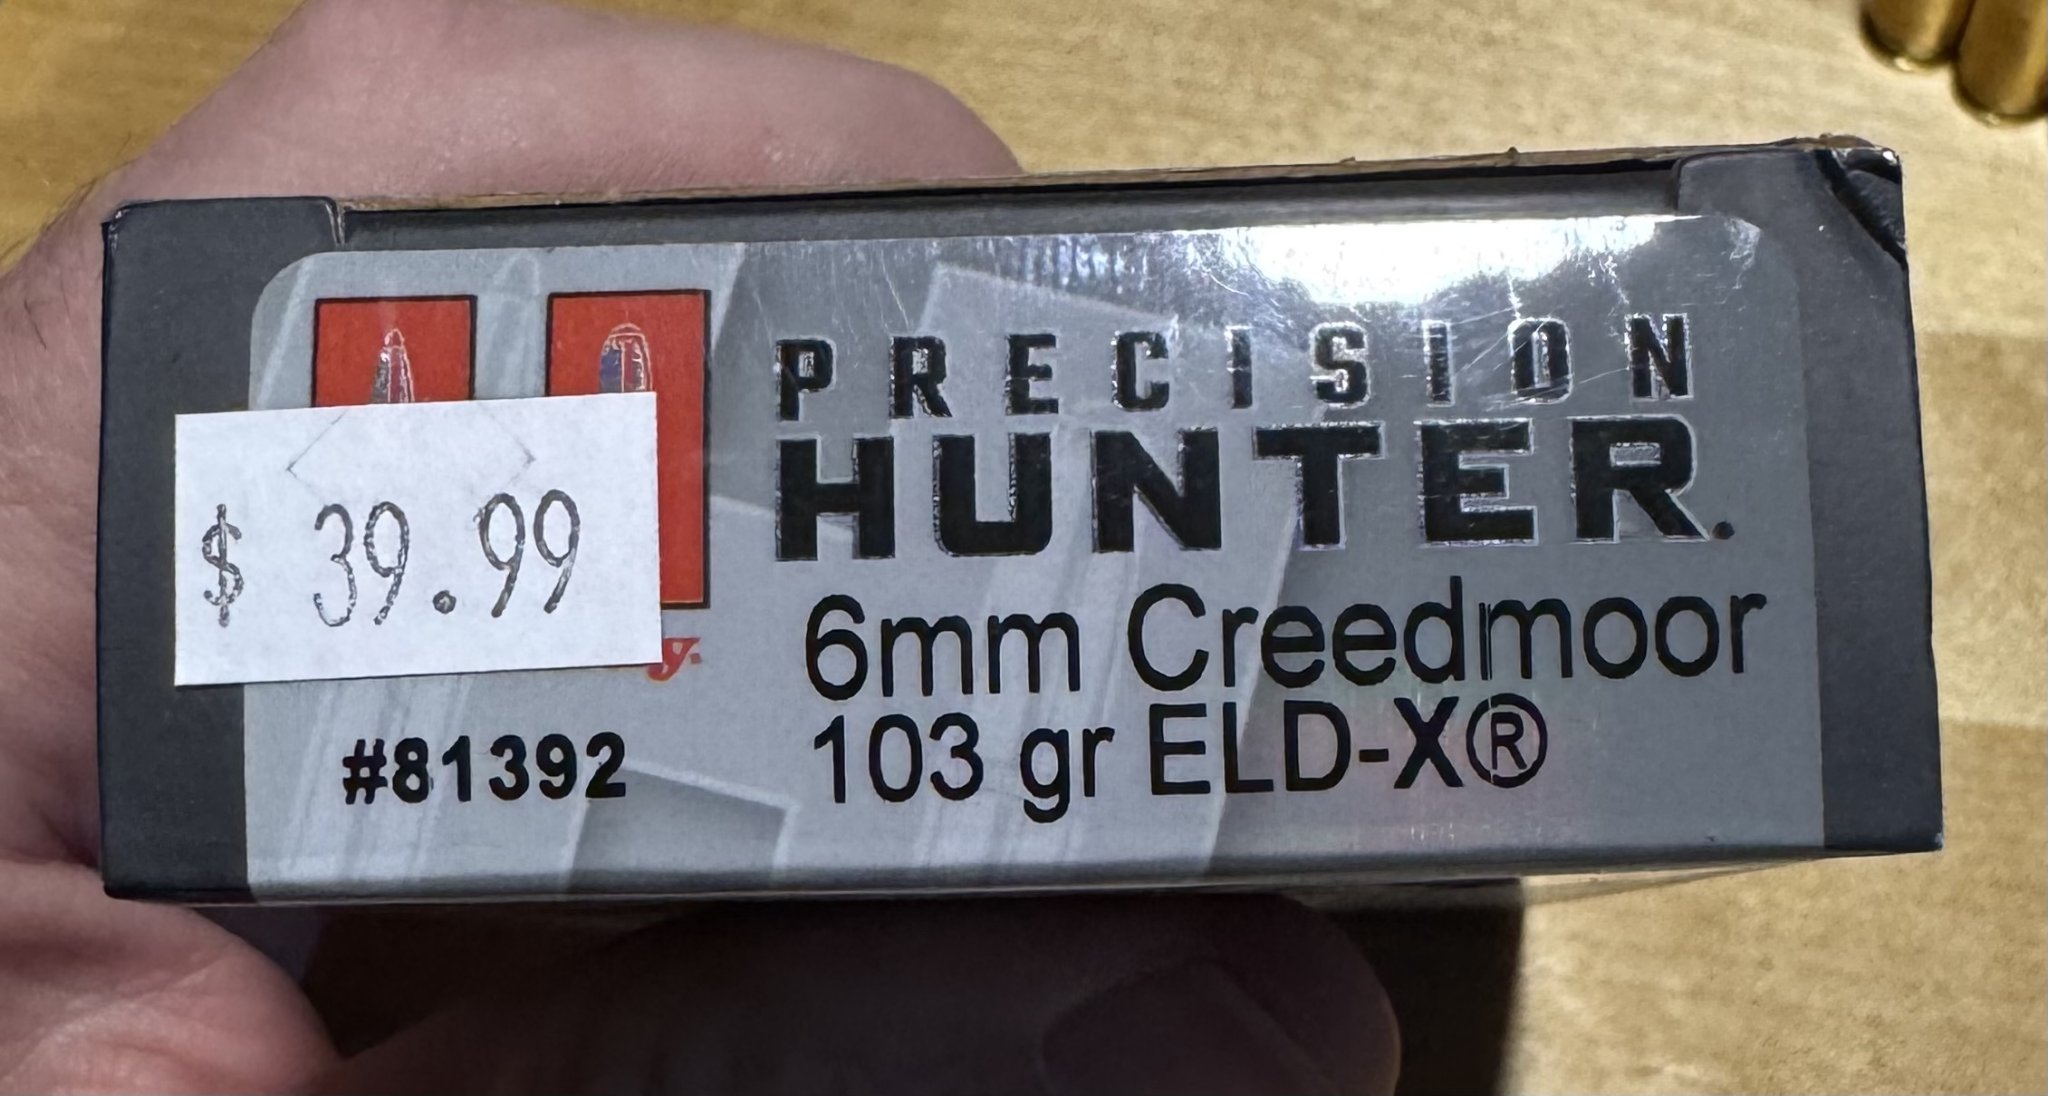 PRECISION
HUNTER.
$ 39.99
y.
6mm Creedmoor
#81392
103 gr ELD-X®